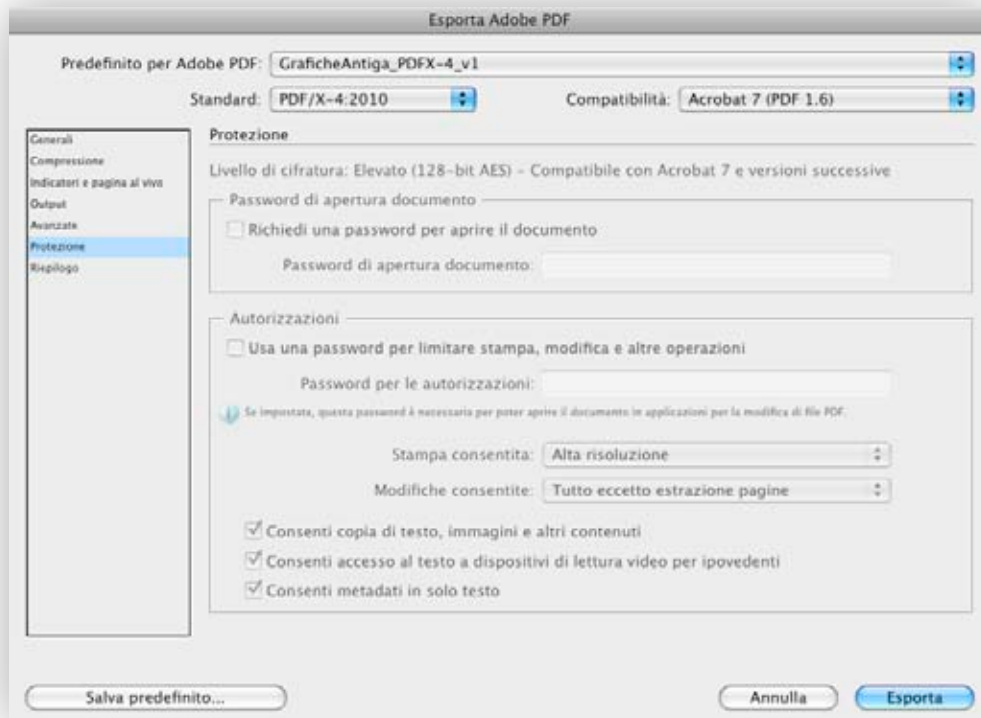 Esporta Adobe PDF
Predefinito per Adobe PDF: GraficheAntiga_PDFX-4_v1
Standard: PDF/X-4:2010 Compatibilità: Acrobat 7 (PDF 1.6)
Generali
Compressione
Indicatori e pagina al vivo
Output
Avanzate
Protezione
Riepilogo
Protezione
Livello di cifratura: Elevato (128-bit AES) - Compatibile con Acrobat 7 e versioni successive
Password di apertura documento
Richiedi una password per aprire il documento
Password di apertura documento:
Autorizzazioni
Usa una password per limitare stampa, modifica e altre operazioni
Password per le autorizzazioni:
Se impostata, questa password è necessaria per poter aprire il documento in applicazioni per la modifica di file PDF.
Stampa consentita: Alta risoluzione
Modifiche consentite: Tutto eccetto estrazione pagine
Consenti copia di testo, immagini e altri contenuti
Consenti accesso al testo a dispositivi di lettura video per ipovedenti
Consenti metadati in solo testo
Salva predefinito... Annulla Esporta